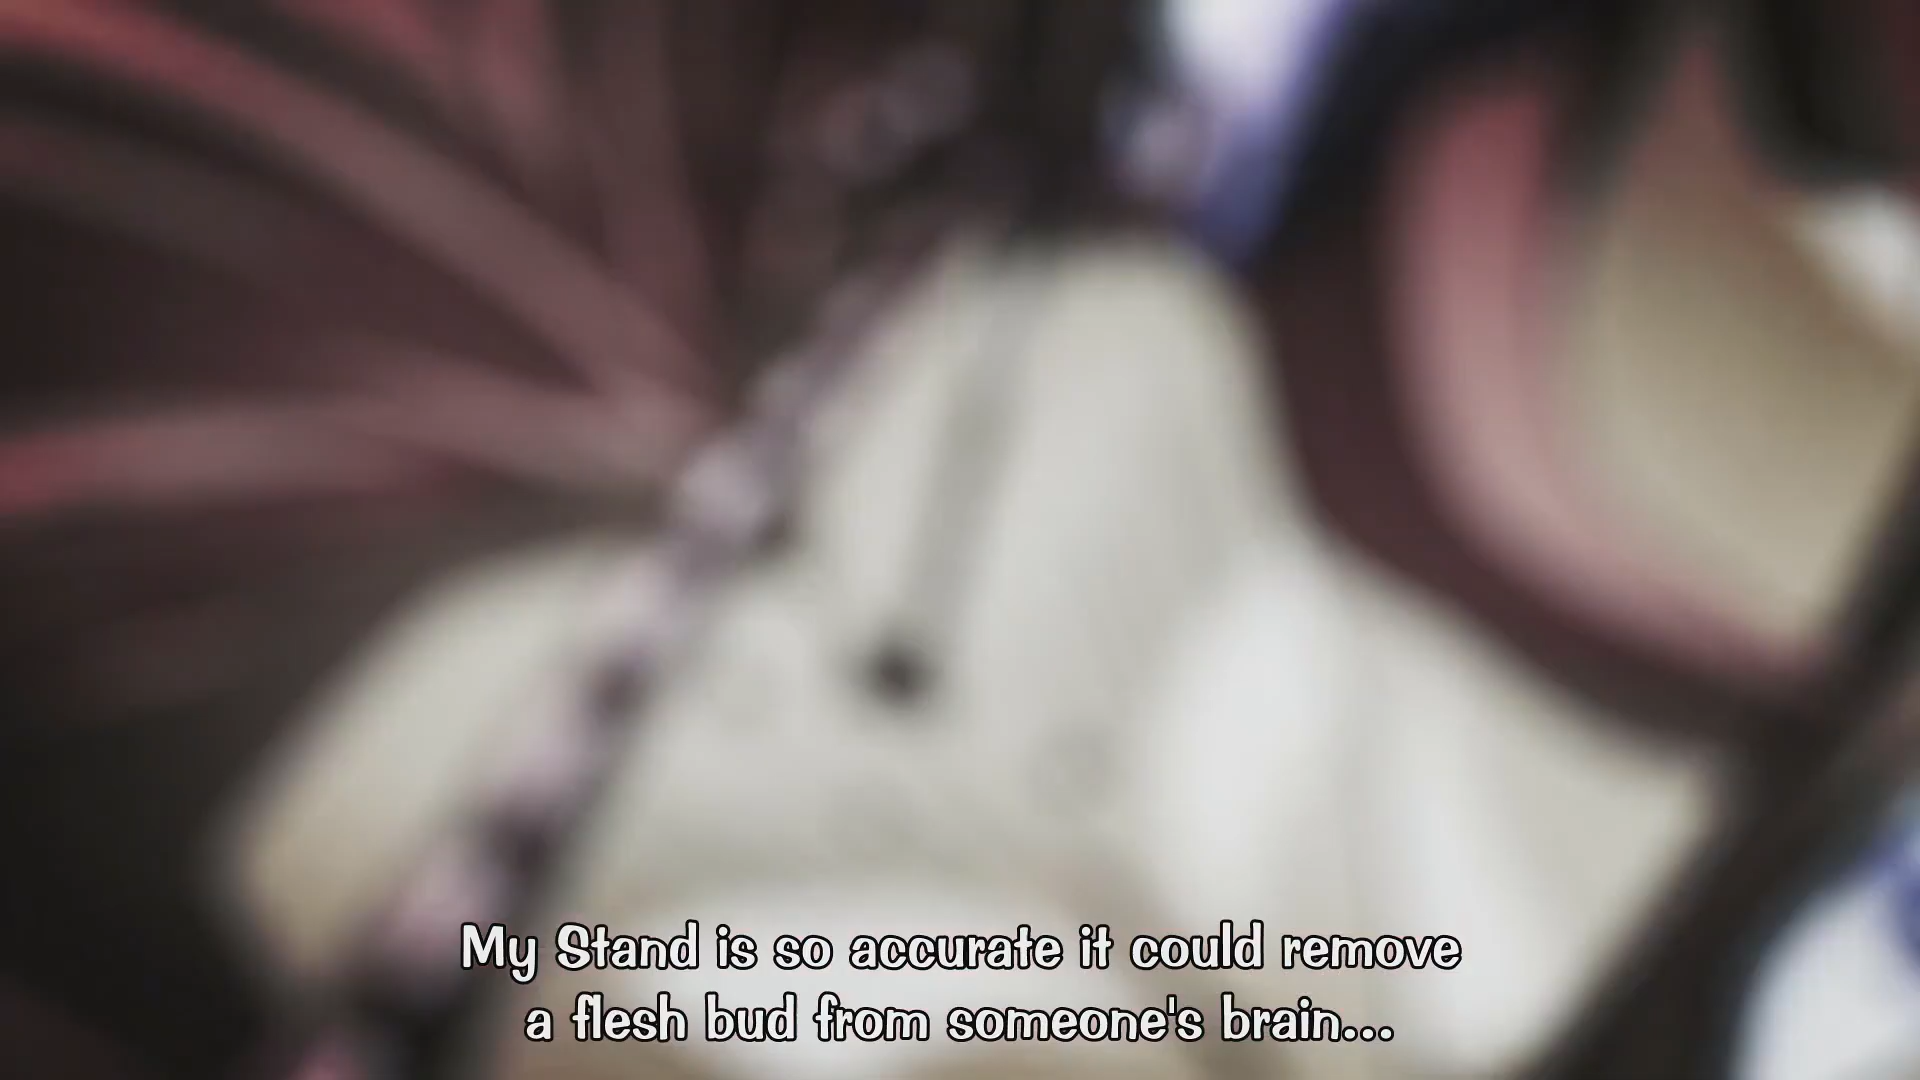 My Stand is so accurate it could remove
a flesh bud from someone's brain...